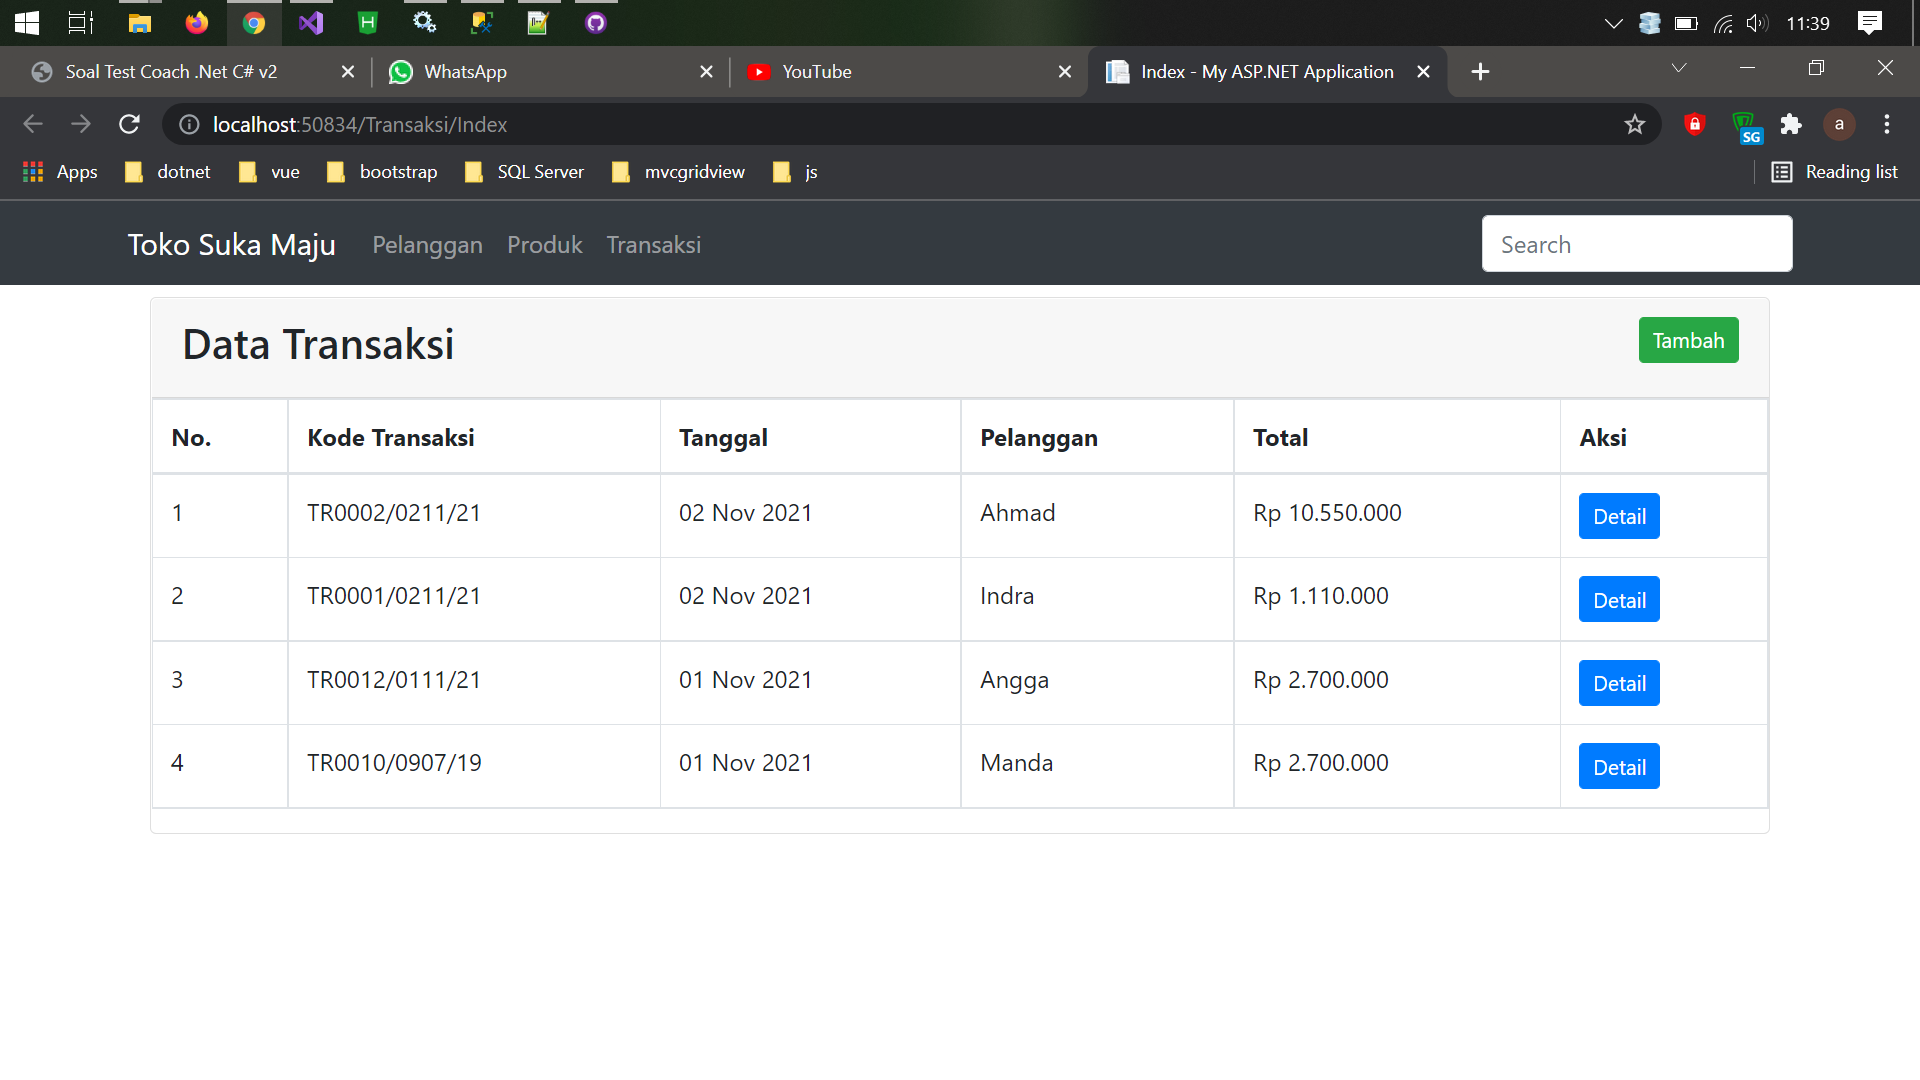 11:39
Soal Test Coach .Net C# v2
WhatsApp
YouTube
Index - My ASP.NET Application
localhost:50834/Transaksi/Index
SG
a
Apps
dotnet
vue
bootstrap
SQL Server
mvcgridview
js
Reading list
Toko Suka Maju
Pelanggan
Produk
Transaksi
Search
Data Transaksi
Tambah
No. Kode Transaksi Tanggal Pelanggan Total Aksi
1 TR0002/0211/21 02 Nov 2021 Ahmad Rp 10.550.000 Detail
2 TR0001/0211/21 02 Nov 2021 Indra Rp 1.110.000 Detail
3 TR0012/0111/21 01 Nov 2021 Angga Rp 2.700.000 Detail
4 TR0010/0907/19 01 Nov 2021 Manda Rp 2.700.000 Detail